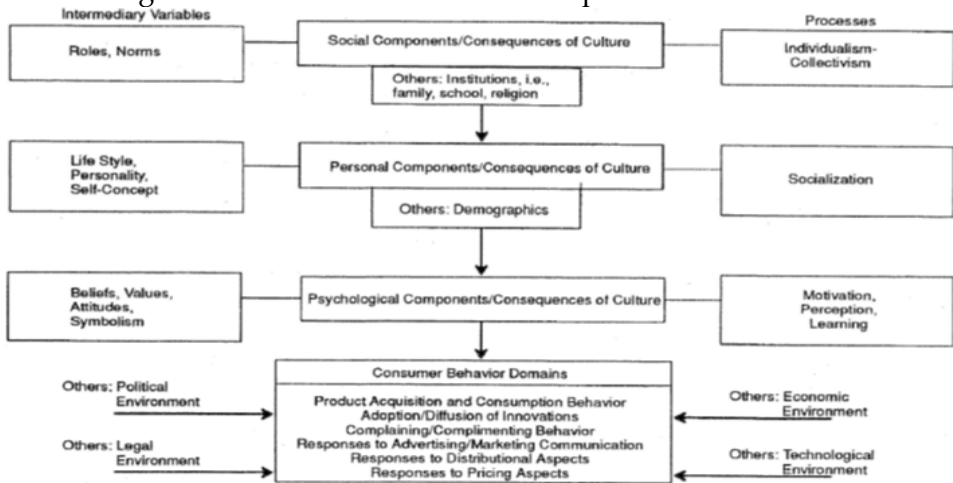 Intermediary Variables
Processes
Roles, Norms
Social Components/Consequences of Culture
Individualism-
Collectivism
Others: Institutions, i.e.,
family, school, religion
Life Style,
Personality,
Self-Concept
Personal Components/Consequences of Culture
Socialization
Others: Demographics
Beliefs, Values,
Attitudes,
Symbolism
Psychological Components/Consequences of Culture
Motivation,
Perception,
Learning
Consumer Behavior Domains
Others: Political
Environment
Product Acquisition and Consumption Behavior
Adoption/Diffusion of Innovations
Complaining/Complimenting Behavior
Responses to Advertising/Marketing Communication
Responses to Distributional Aspects
Responses to Pricing Aspects
Others: Economic
Environment
Others: Legal
Environment
Others: Technological
Environment